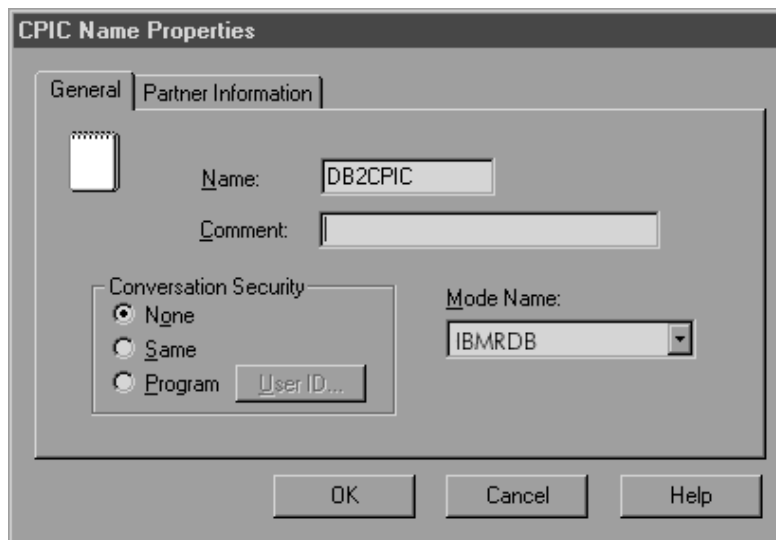 CPIC Name Properties
General Partner Information
Name: DB2CPIC
Comment:
Conversation Security
None
Same
Program User ID...
Mode Name:
IBMRDB
OK Cancel Help